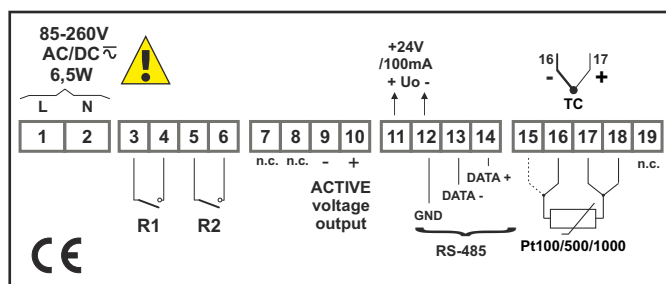 85-260V
AC/DC
6,5W
L N
+24V
/100mA
+ Uo -
16 17
- +
TC
1 2 3 4 5 6 7 8 9 10 11 12 13 14 15 16 17 18 19
n.c. n.c. - +
n.c.
R1 R2
ACTIVE
voltage
output
DATA +
DATA -
GND
RS-485
Pt100/500/1000
CE